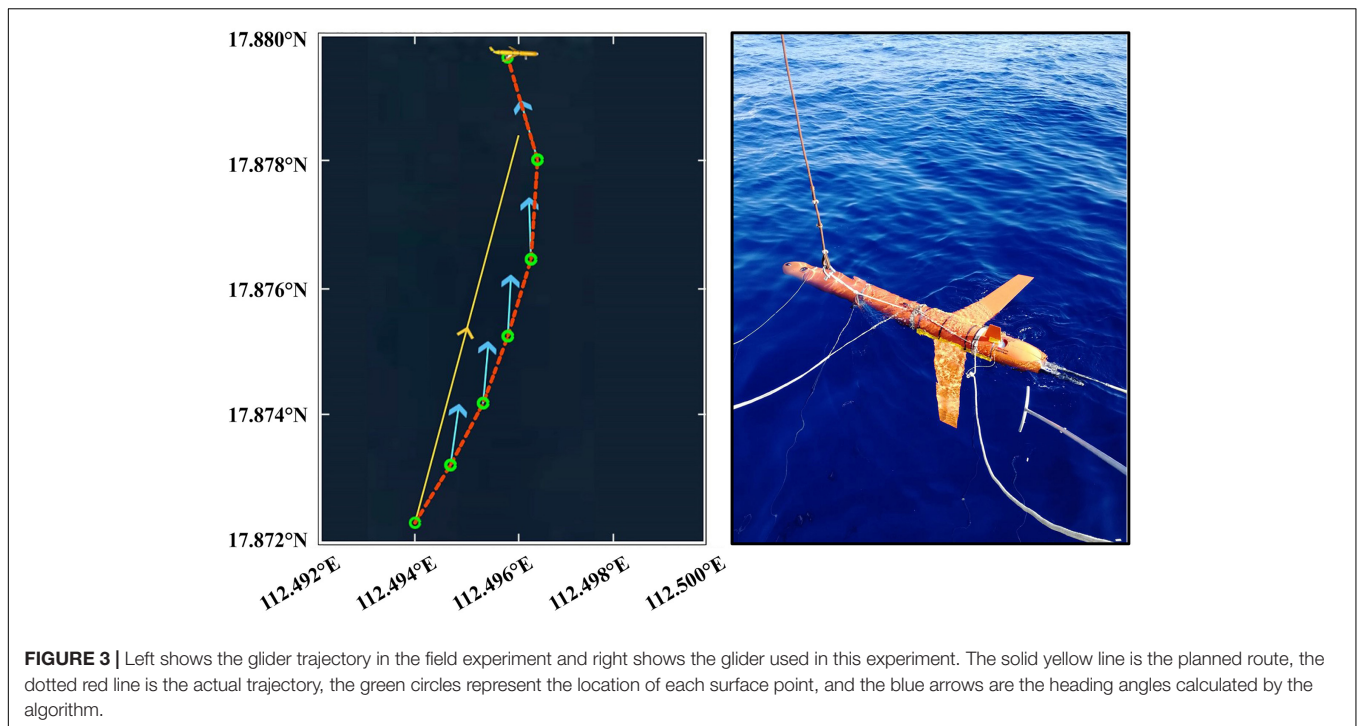 17.880°N
17.878°N
17.876°N
17.874°N
17.872°N
112.492°E
112.494°E
112.496°E
112.498°E
112.500°E
FIGURE 3 | Left shows the glider trajectory in the field experiment and right shows the glider used in this experiment. The solid yellow line is the planned route, the
dotted red line is the actual trajectory, the green circles represent the location of each surface point, and the blue arrows are the heading angles calculated by the
algorithm.